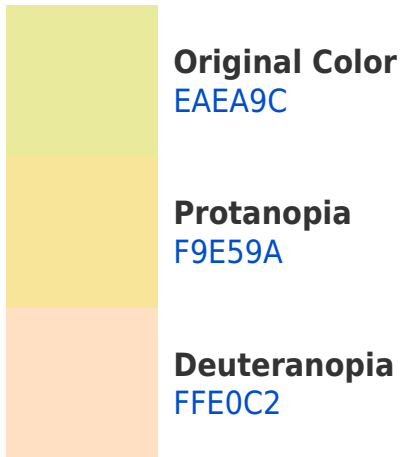 Original Color
EAEA9C
Protanopia
F9E59A
Deuteranopia
FFE0C2